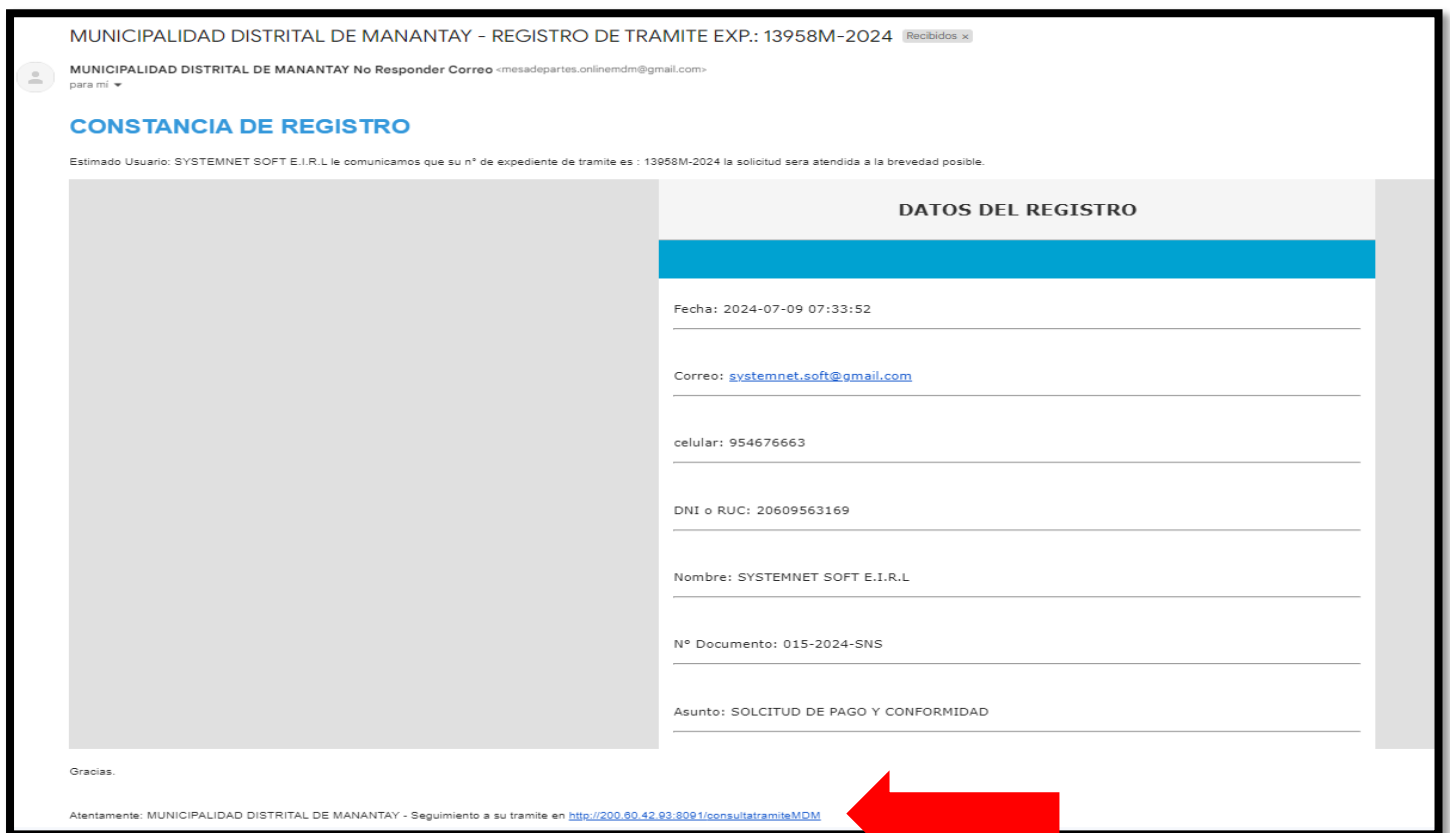 MUNICIPALIDAD DISTRITAL DE MANANTAY - REGISTRO DE TRAMITE EXP.: 13958M-2024 Recibidos x
MUNICIPALIDAD DISTRITAL DE MANANTAY No Responder Correo <mesadepartes.onlinemdm@gmail.com>
para mí
CONSTANCIA DE REGISTRO
Estimado Usuario: SYSTEMNET SOFT E.I.R.L le comunicamos que su n° de expediente de tramite es : 13958M-2024 la solicitud sera atendida a la brevedad posible.
DATOS DEL REGISTRO
Fecha: 2024-07-09 07:33:52
Correo: systemnet.soft@gmail.com
celular: 954676663
DNI o RUC: 20609563169
Nombre: SYSTEMNET SOFT E.I.R.L
Nº Documento: 015-2024-SNS
Asunto: SOLCITUD DE PAGO Y CONFORMIDAD
Gracias.
Atentamente: MUNICIPALIDAD DISTRITAL DE MANANTAY - Seguimiento a su tramite en http://200.60.42.93:8091/consultatramiteMDM